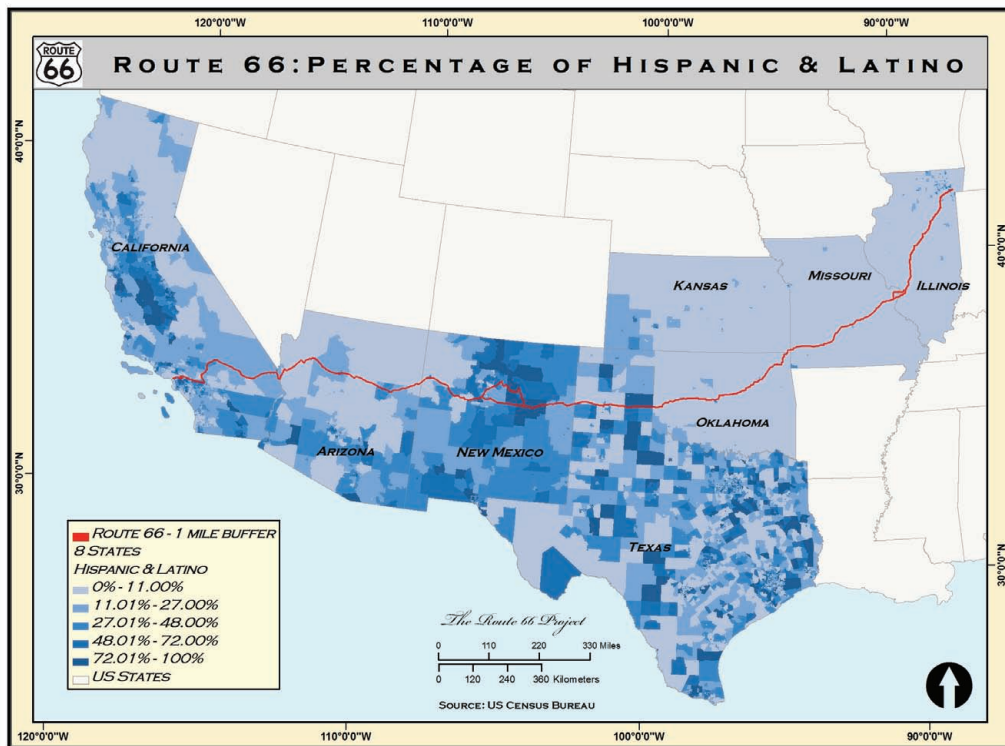 120°0'0"W
110°0'0"W
100°0'0"W
90°0'0"W
ROUTE
66
ROUTE 66: PERCENTAGE OF HISPANIC & LATINO
40°0'0"N
40°0'0"N
CALIFORNIA
KANSAS
MISSOURI
ILLINOIS
OKLAHOMA
ARIZONA
NEW MEXICO
TEXAS
30°0'0"N
30°0'0"N
ROUTE 66 - 1 MILE BUFFER
8 STATES
HISPANIC & LATINO
0% - 11.00%
11.01% - 27.00%
27.01% - 48.00%
48.01% - 72.00%
72.01% - 100%
US STATES
The Route 66 Project
0 110 220 330 Miles
0 120 240 360 Kilometers
SOURCE: US CENSUS BUREAU
120°0'0"W
110°0'0"W
100°0'0"W
90°0'0"W